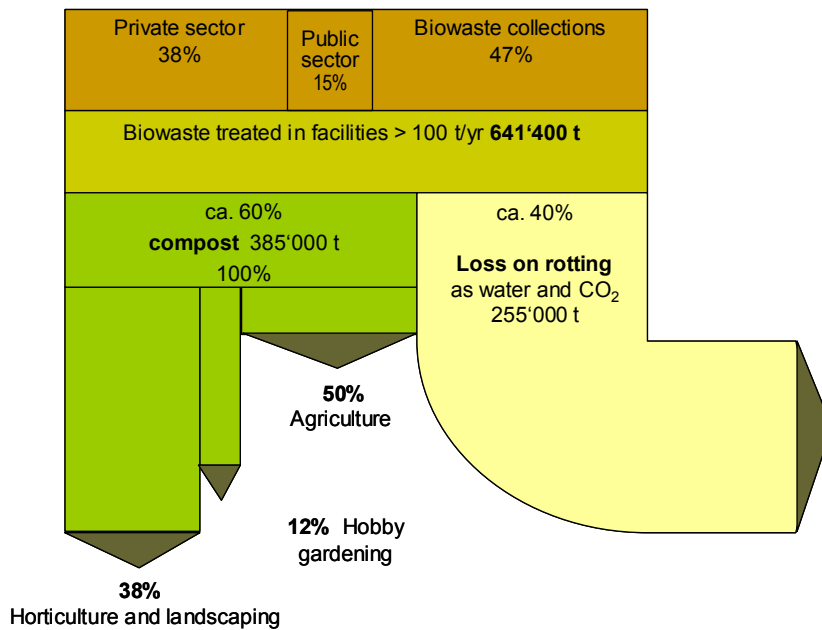 Private sector
38%
Public
sector
15%
Biowaste collections
47%
Biowaste treated in facilities > 100 t/yr 641‘400 t
ca. 60%
compost 385‘000 t
100%
ca. 40%
Loss on rotting
as water and CO₂
255‘000 t
50%
Agriculture
12% Hobby
gardening
38%
Horticulture and landscaping